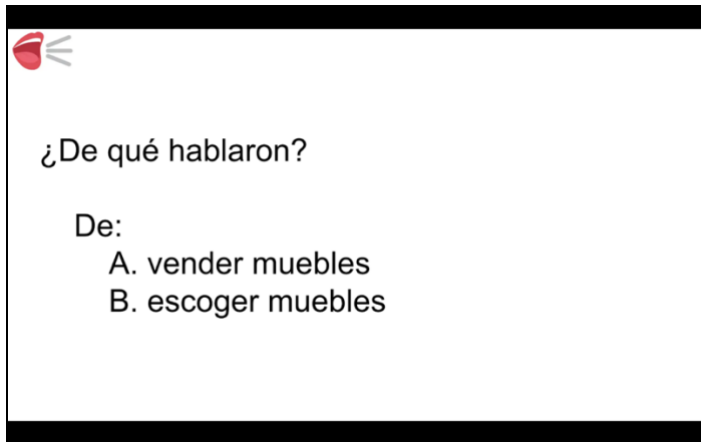 ¿De qué hablaron?
De:
A. vender muebles
B. escoger muebles